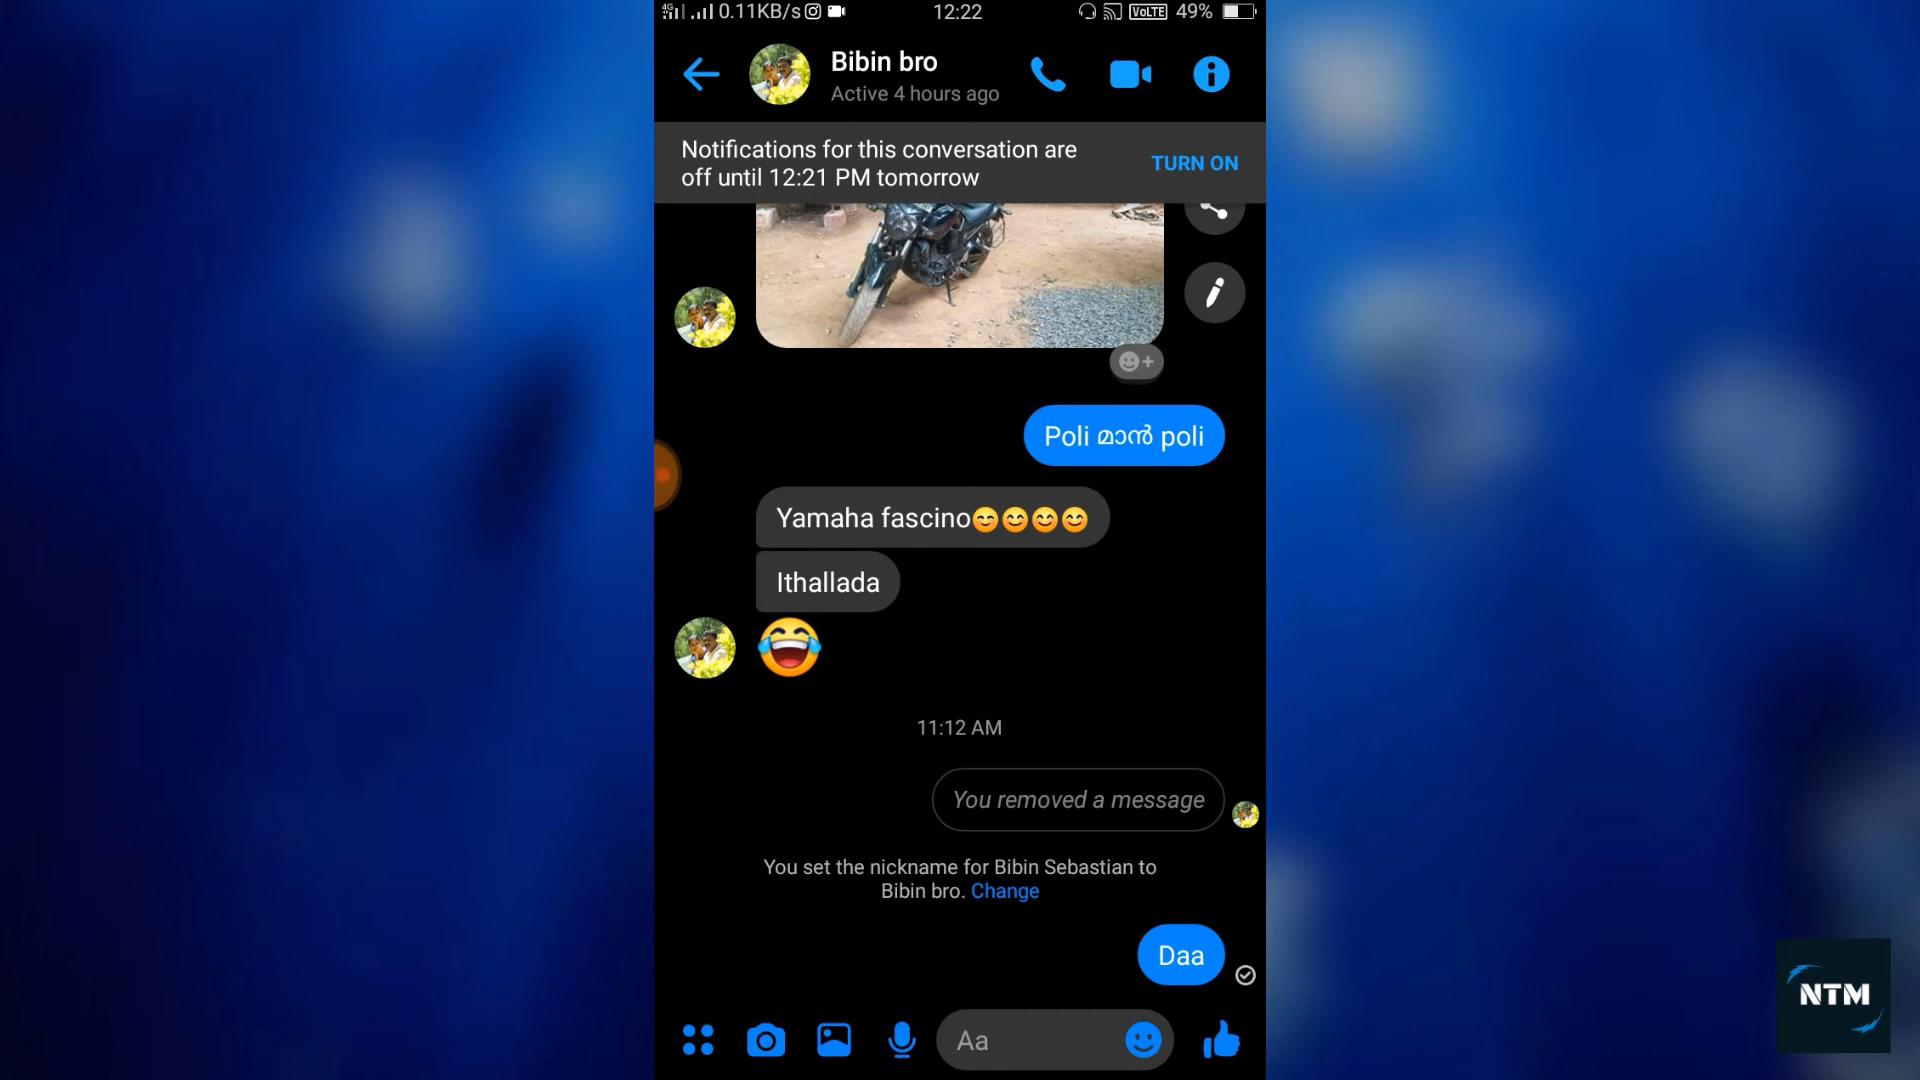 4G 0.11KB/s 12:22 VoLTE 49%
Bibin bro
Active 4 hours ago
Notifications for this conversation are
off until 12:21 PM tomorrow
TURN ON
Poli മാൻ poli
Yamaha fascino😊😊😊😊
Ithallada
😂
11:12 AM
You removed a message
You set the nickname for Bibin Sebastian to
Bibin bro. Change
Daa
Aa
NTM